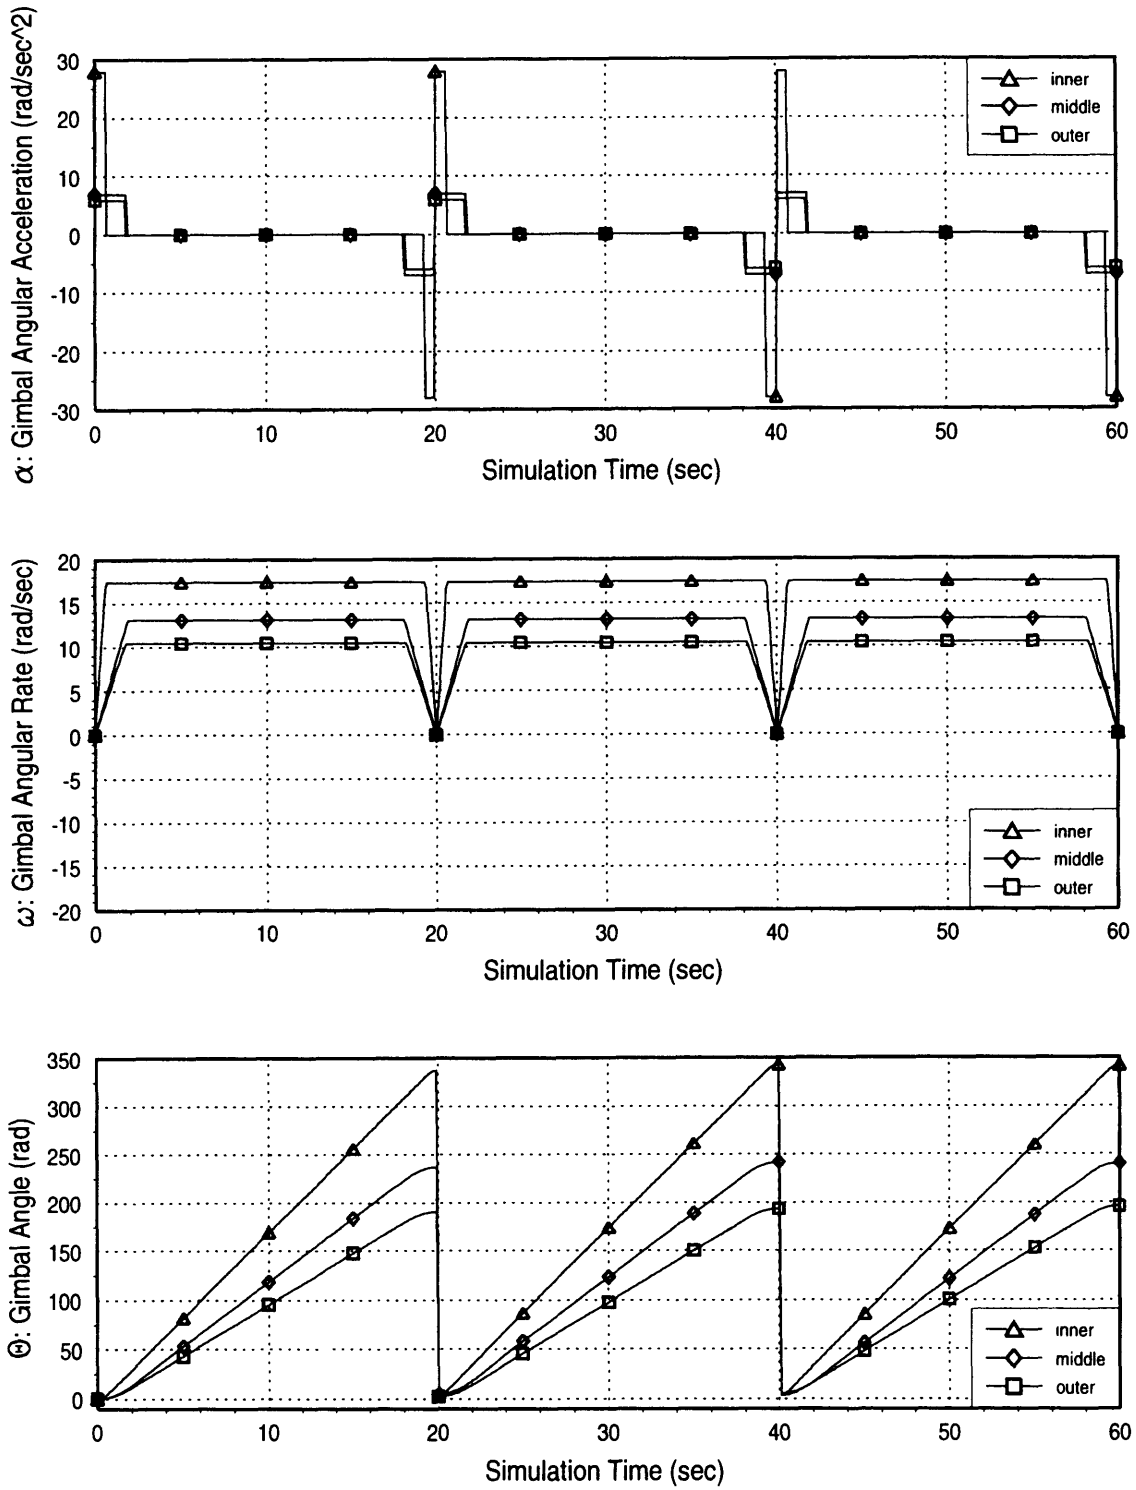 α: Gimbal Angular Acceleration (rad/sec^2)
30
20
10
0
-10
-20
-30
0 10 20 30 40 50 60
Simulation Time (sec)
inner
middle
outer
ω: Gimbal Angular Rate (rad/sec)
20
15
10
5
0
-5
-10
-15
-20
0 10 20 30 40 50 60
Simulation Time (sec)
inner
middle
outer
Θ: Gimbal Angle (rad)
350
300
250
200
150
100
50
0
0 10 20 30 40 50 60
Simulation Time (sec)
inner
middle
outer